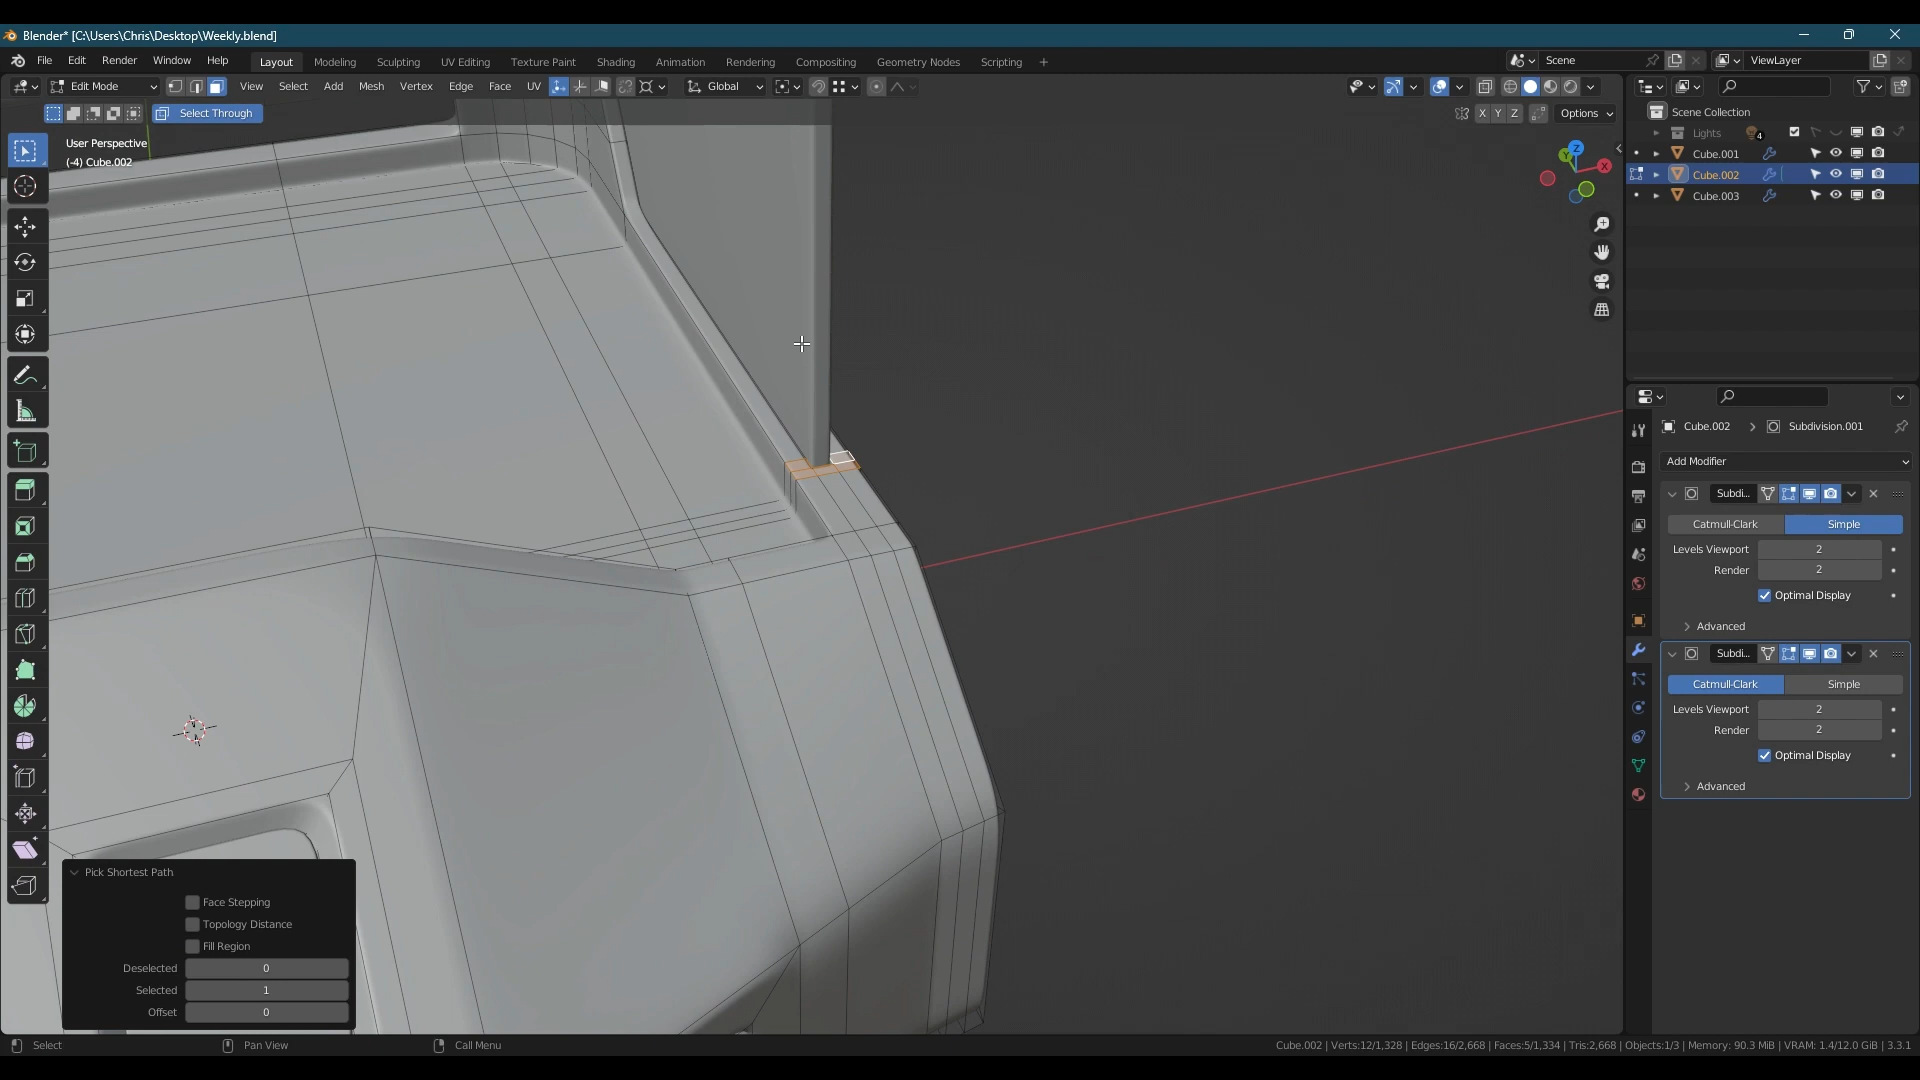 Blender* [C:\Users\Chris\Desktop\Weekly.blend]
File Edit Render Window Help Layout Modeling Sculpting UV Editing Texture Paint Shading Animation Rendering Compositing Geometry Nodes Scripting + Scene ViewLayer
Edit Mode View Select Add Mesh Vertex Edge Face UV Global
Select Through X Y Z Options
User Perspective
(-4) Cube.002
Z
Y
X
Scene Collection
Lights 4
Cube.001
Cube.002
Cube.003
Cube.002 Subdivision.001
Add Modifier
Subdi...
Catmull-Clark Simple
Levels Viewport 2
Render 2
Optimal Display
Advanced
Subdi...
Catmull-Clark Simple
Levels Viewport 2
Render 2
Optimal Display
Advanced
Pick Shortest Path
Face Stepping
Topology Distance
Fill Region
Deselected 0
Selected 1
Offset 0
Select Pan View Call Menu Cube.002 | Verts:12/1,328 | Edges:16/2,668 | Faces:5/1,334 | Tris:2,668 | Objects:1/3 | Memory: 90.3 MiB | VRAM: 1.4/12.0 GiB | 3.3.1